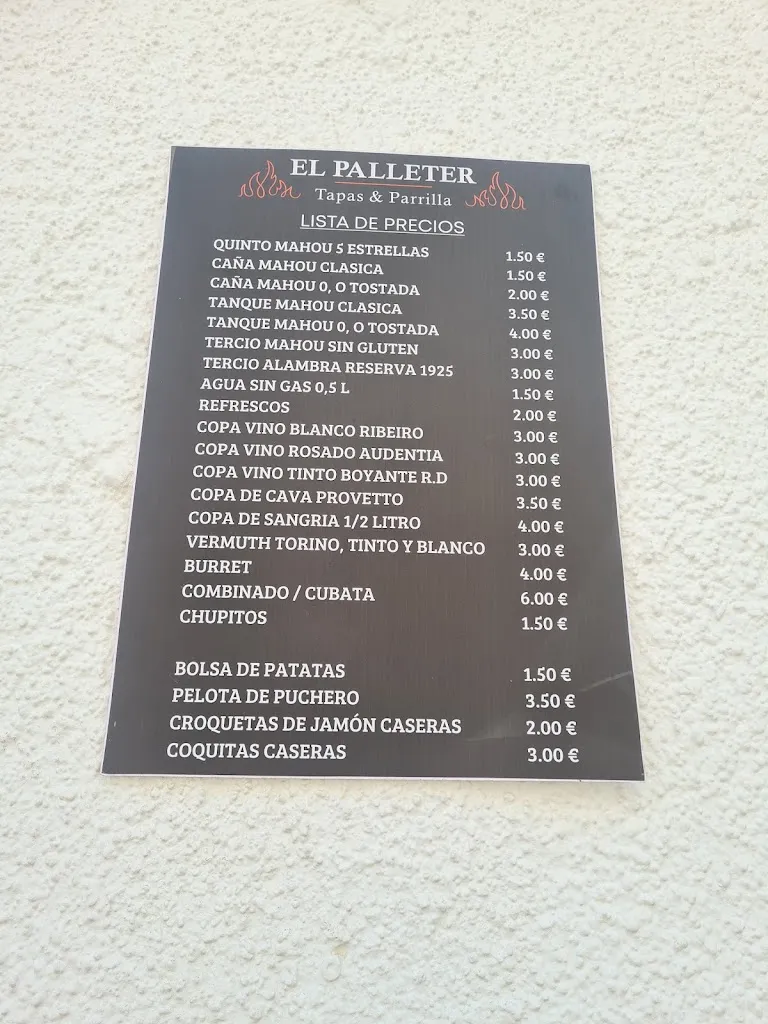 EL PALLETER
Tapas & Parrilla
LISTA DE PRECIOS
QUINTO MAHOU 5 ESTRELLAS 1.50 €
CAÑA MAHOU CLASICA 1.50 €
CAÑA MAHOU 0, O TOSTADA 2.00 €
TANQUE MAHOU CLASICA 3.50 €
TANQUE MAHOU 0, O TOSTADA 4.00 €
TERCIO MAHOU SIN GLUTEN 3.00 €
TERCIO ALAMBRA RESERVA 1925 3.00 €
AGUA SIN GAS 0,5 L 1.50 €
REFRESCOS 2.00 €
COPA VINO BLANCO RIBEIRO 3.00 €
COPA VINO ROSADO AUDENTIA 3.00 €
COPA VINO TINTO BOYANTE R.D 3.00 €
COPA DE CAVA PROVETTO 3.50 €
COPA DE SANGRIA 1/2 LITRO 4.00 €
VERMUTH TORINO, TINTO Y BLANCO 3.00 €
BURRET 4.00 €
COMBINADO / CUBATA 6.00 €
CHUPITOS 1.50 €
BOLSA DE PATATAS 1.50 €
PELOTA DE PUCHERO 3.50 €
CROQUETAS DE JAMÓN CASERAS 2.00 €
COQUITAS CASERAS 3.00 €